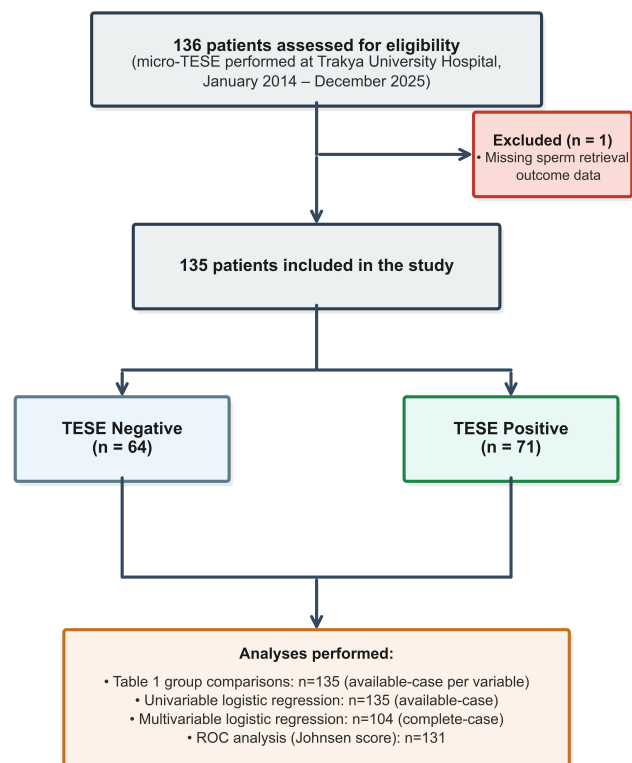 136 patients assessed for eligibility
(micro-TESE performed at Trakya University Hospital,
January 2014 – December 2025)
Excluded (n = 1)
• Missing sperm retrieval
outcome data
135 patients included in the study
TESE Negative
(n = 64)
TESE Positive
(n = 71)
Analyses performed:
• Table 1 group comparisons: n=135 (available-case per variable)
• Univariable logistic regression: n=135 (available-case)
• Multivariable logistic regression: n=104 (complete-case)
• ROC analysis (Johnsen score): n=131